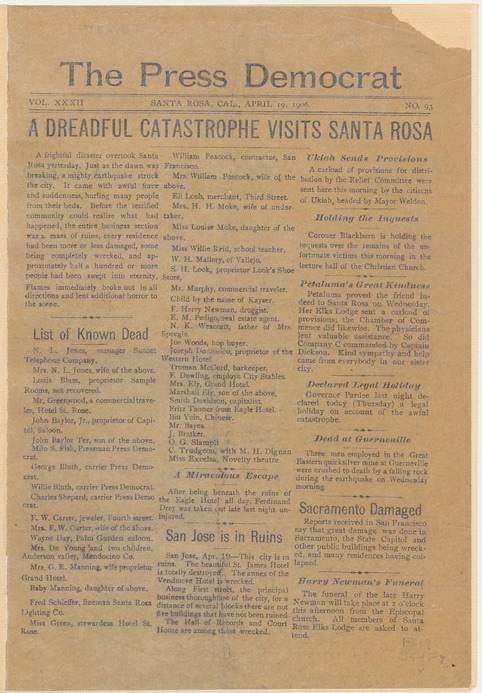 The Press Democrat
VOL. XXXII SANTA ROSA, CAL., APRIL 19, 1906. NO. 93
A DREADFUL CATASTROPHE VISITS SANTA ROSA
A frightful disaster overtook Santa
Rosa yesterday. Just as the dawn was
breaking, a mighty earthquake struck
the city. It came with awful force
and suddenness, hurling many people
from their beds. Before the terrified
community could realize what had
happened, the entire business section
was a mass of ruins, every residence
had been more or less damaged, some
being completely wrecked, and ap-
proximately half a hundred or more
people had been swept into eternity.
Flames immediately broke out in all
directions and lent additional horror to
the scene.
List of Known Dead
N. L. Jones, manager Sunset
Telephone Company.
Mrs. N. L. Jones, wife of the above.
Louis Blum, proprietor Sample
Rooms, not recovered.
Mr. Greenwood, a commercial trave-
ler, Hotel St. Rose.
John Baylor, Jr., proprietor of Capi-
tol, Saloon.
John Baylor Ter, son of the above.
Milo S. Fish, Pressman Press Demo-
crat.
George Bluth, carrier Press Demo-
crat.
Willie Bluth, carrier Press Democrat.
Charles Shepard, carrier Press Demo
crat.
F. W. Carter, jeweler, Fourth street.
Mrs. F. W. Carter, wife of the above.
Wayne Day, Palm Garden saloon.
Mrs. De Young and two children,
Anderson valley, Mendocino Co.
Mrs. G. R. Manning, wife proprietor
Grand Hotel.
Baby Manning, daughter of above.
Fred Schieffer, lineman Santa Rosa
Lighting Co.
Miss Green, stewardess Hotel St.
Rose.
William Peacock, contractor, San
Francisco.
Mrs William Peacock, wife of the
above.
Eli Losh, merchant, Third Street.
Mrs. H. H. Moke, wife of under-
taker.
Miss Louise Moke, daughter of the
above.
Miss Willie Reid, school teacher.
W. H. Mallory, of Vallejo.
S. H. Look, proprietor Look's Shoe
Store.
Mr. Murphy, commercial traveler.
Child by the name of Kayser.
F. Harry Newman, druggist.
E. M. Pedigo, real estate agent.
N. K. Wescott, father of Mrs.
Joe Woods, hop buyer.
Joseph Domenico, proprietor of the
Western Hotel.
Truman McCord, barkeeper.
F. Dowling, employe City Stables.
Mrs. Ely, Grand Hotel.
Marshall Ely, son of the above.
Smith Davidson, capitalist.
Fritz Tanner from Eagle Hotel.
Bin Yuin, Chinese.
Mr. Bayes
J. Bratker.
O. G. Slampli
C. Trudgeon, with M. H. Dignan
Miss Excelsa, Novelty theatre.
A Miraculous Escape
After being beneath the ruins of
the Eagle Hotel all day, Ferdinand
Drey was taken out late last night un-
injured.
San Jose is in Ruins
San Jose, Apr. 19—This city is in
ruins. The beautiful St. James Hotel
is totally destroyed. The annex of the
Vendome Hotel is wrecked.
Along First street, the principal
business thoroughfare of the city, for a
distance of several blocks there are not
five buildings that have not been ruined
The Hall of Records and Court
House are among those wrecked.
Ukiah Sends Provisions
A carload of provisions for distri-
bution by the Relief Committee were
sent here this morning by the citizens
of Ukiah, headed by Mayor Weldon.
Holding the Inquests
Coroner Blackburn is holding the
inquests over the remains of the un-
fortunate victims this morning in the
lecture hall of the Christian Church.
Petaluma's Great Kindness
Petaluma proved the friend in-
deed to Santa Rosa on Wednesday.
Her Elks Lodge sent a carload of
provisions; the Chamber of Com-
mence did likewise. The physicians
lent valuable assistance. So did
Company C commanded by Captain
Dickson. Kind sympathy and help
came from everybody in our sister
city.
Declared Legal Holiday
Governor Pardee last night de-
clared today (Thursday) a legal
holiday on account of the awful
catastrophe.
Dead at Guerneville
Three men employed in the Great
Eastern quicksilver mine at Guerneville
were crushed to death by a falling rock
during the earthquake on Wednesday
morning
Sacramento Damaged
Reports received in San Francisco
say that great damage was done in
Sacramento, the State Capitol and
other public buildings being wreck-
ed, and many residences having col-
lapsed.
Harry Newman's Funeral
The funeral of the late Harry
Newman will take place at 2 o'clock
this afternoon from the Episcopal
church. All members of Santa
Rosa Elks Lodge are asked to at-
tend.